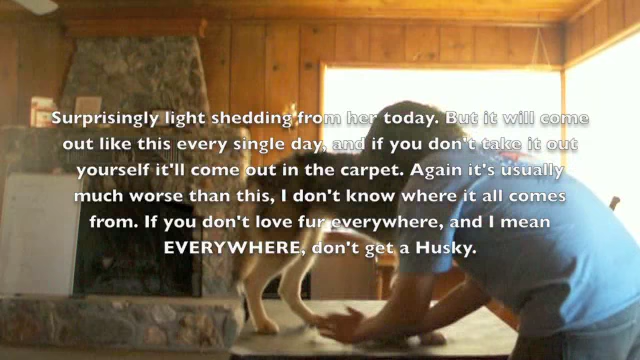 Surprisingly light shedding from her today. But it will come
out like this every single day, and if you don't take it out
yourself it'll come out in the carpet. Again it's usually
much worse than this, I don't know where it all comes
from. If you don't love fur everywhere, and I mean
EVERYWHERE, don't get a Husky.